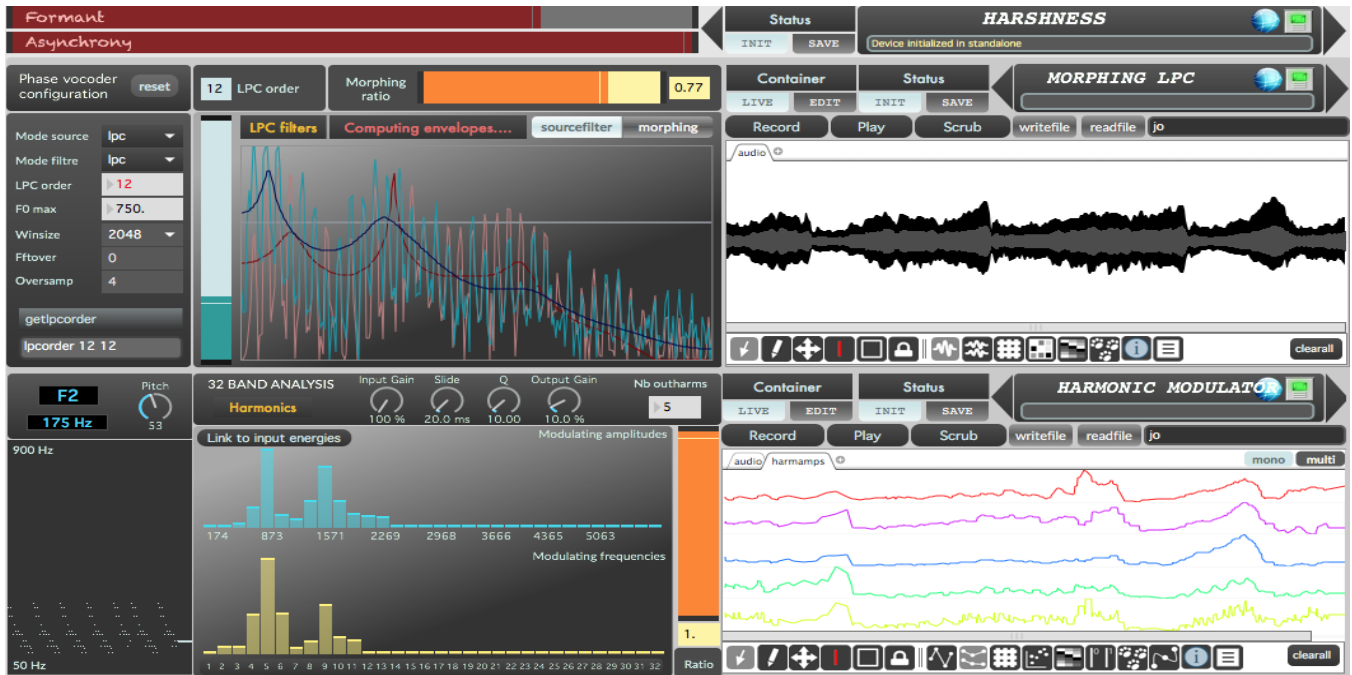 Formant
Asynchrony
Status
INIT SAVE
HARSHNESS
Device initialized in standalone
Phase vocoder
configuration
reset
12 LPC order
Morphing
ratio
0.77
Container Status
LIVE EDIT INIT SAVE
MORPHING LPC
Mode source lpc
Mode filtre lpc
LPC order 12
F0 max 750.
Winsize 2048
Fftover 0
Oversamp 4
getlpcorder
lpcorder 12 12
LPC filters Computing envelopes.... sourcefilter morphing
Record Play Scrub writefile readfile jo
audio
clearall
F2
175 Hz
Pitch
53
900 Hz
50 Hz
32 BAND ANALYSIS
Harmonics
Input Gain Slide Q Output Gain
100 % 20.0 ms 10.00 10.0 %
Nb outharms
5
Link to input energies
Modulating amplitudes
174 873 1571 2269 2968 3666 4365 5063
Modulating frequencies
1 2 3 4 5 6 7 8 9 10 11 12 13 14 15 16 17 18 19 20 21 22 23 24 25 26 27 28 29 30 31 32
1.
Ratio
Container Status
LIVE EDIT INIT SAVE
HARMONIC MODULATOR
Record Play Scrub writefile readfile jo
audio harmamps
mono multi
clearall